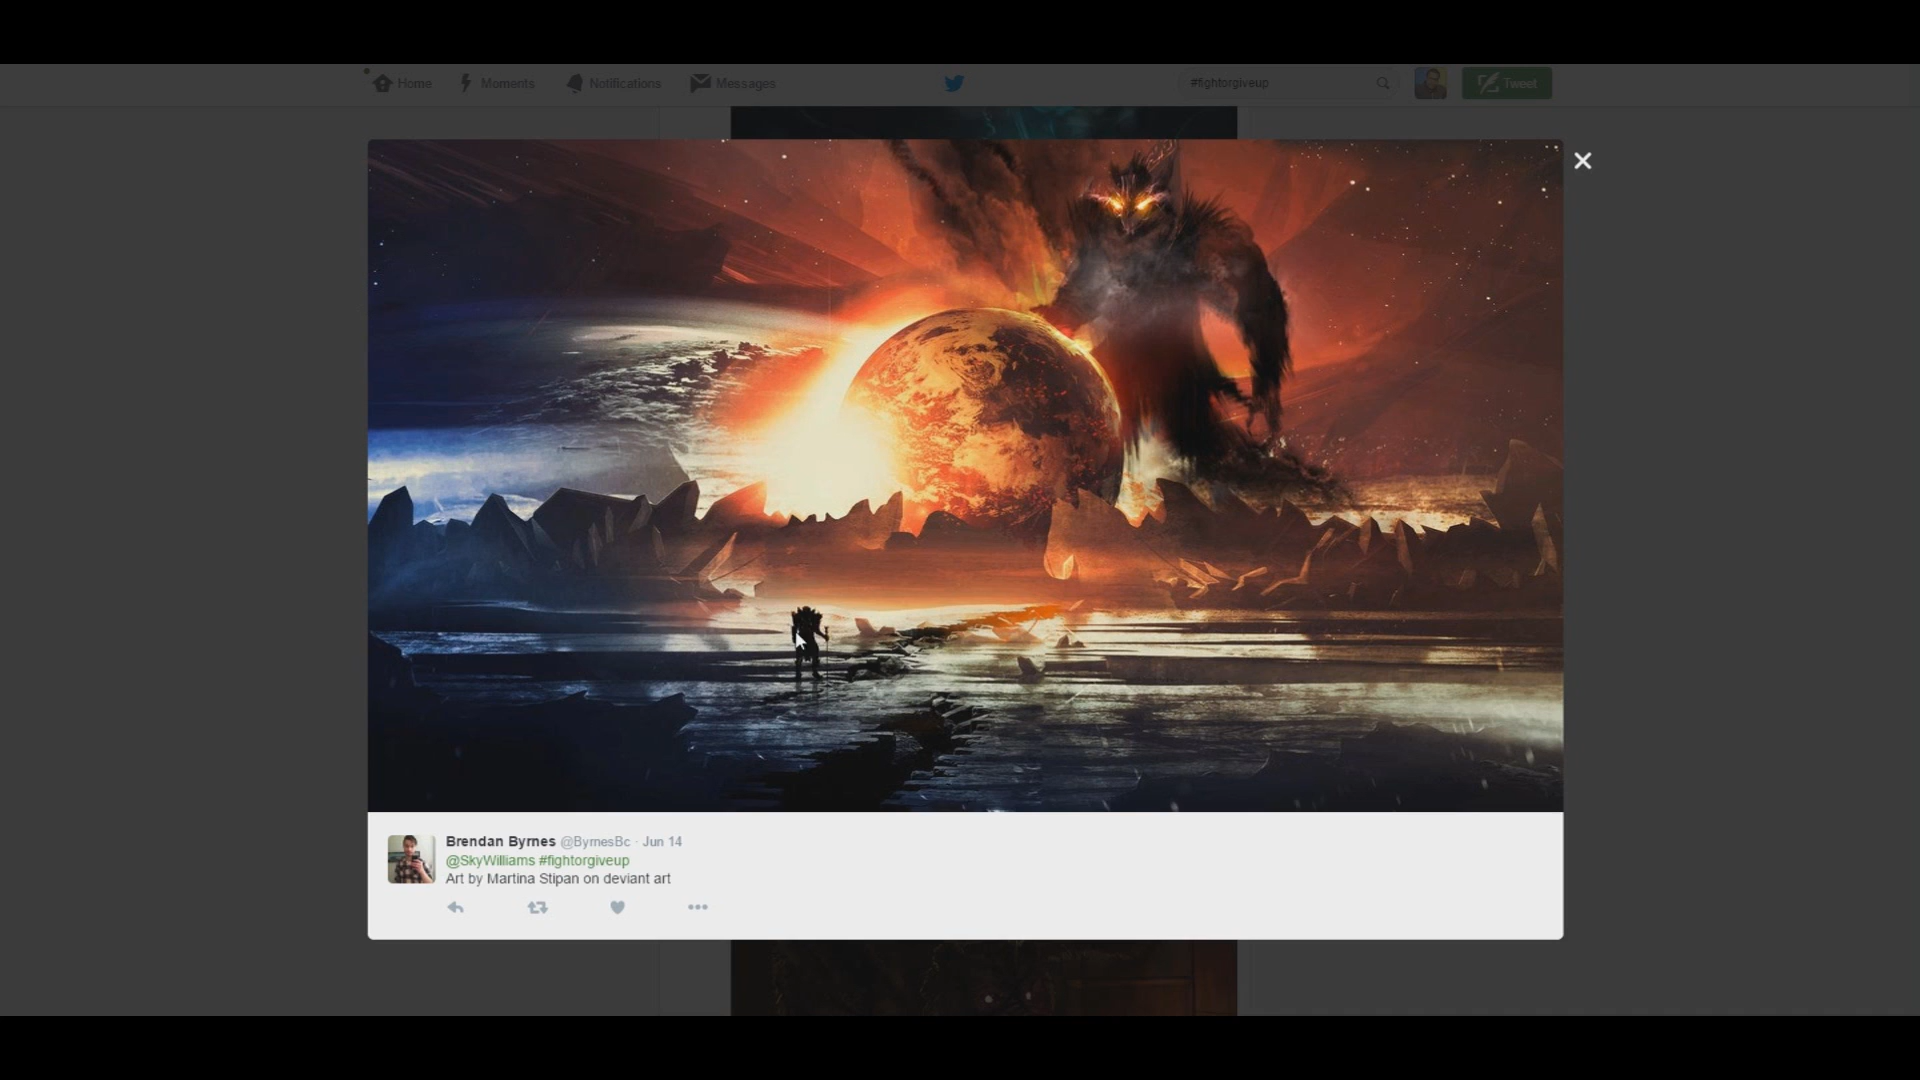 Home Moments Notifications Messages #fightorgiveup Tweet
Brendan Byrnes @ByrnesBc · Jun 14
@SkyWilliams #fightorgiveup
Art by Martina Stipan on deviant art